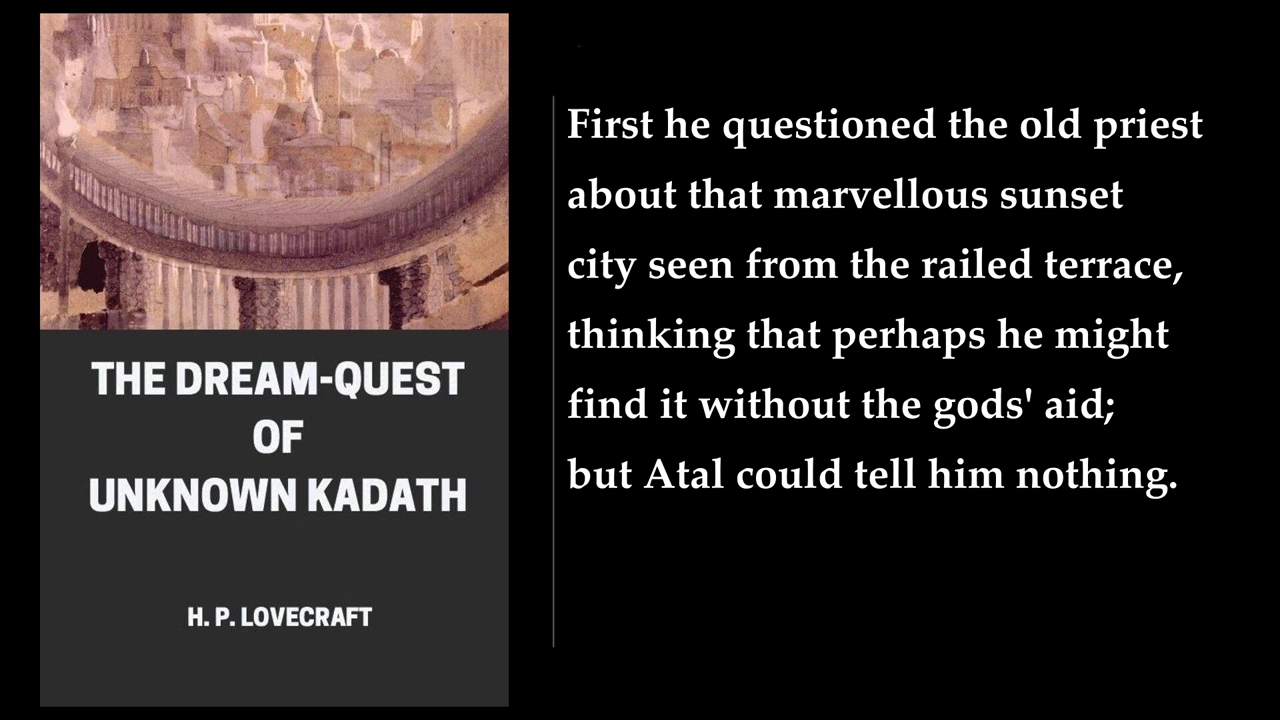 THE DREAM-QUEST
OF
UNKNOWN KADATH
H. P. LOVECRAFT
First he questioned the old priest
about that marvellous sunset
city seen from the railed terrace,
thinking that perhaps he might
find it without the gods' aid;
but Atal could tell him nothing.